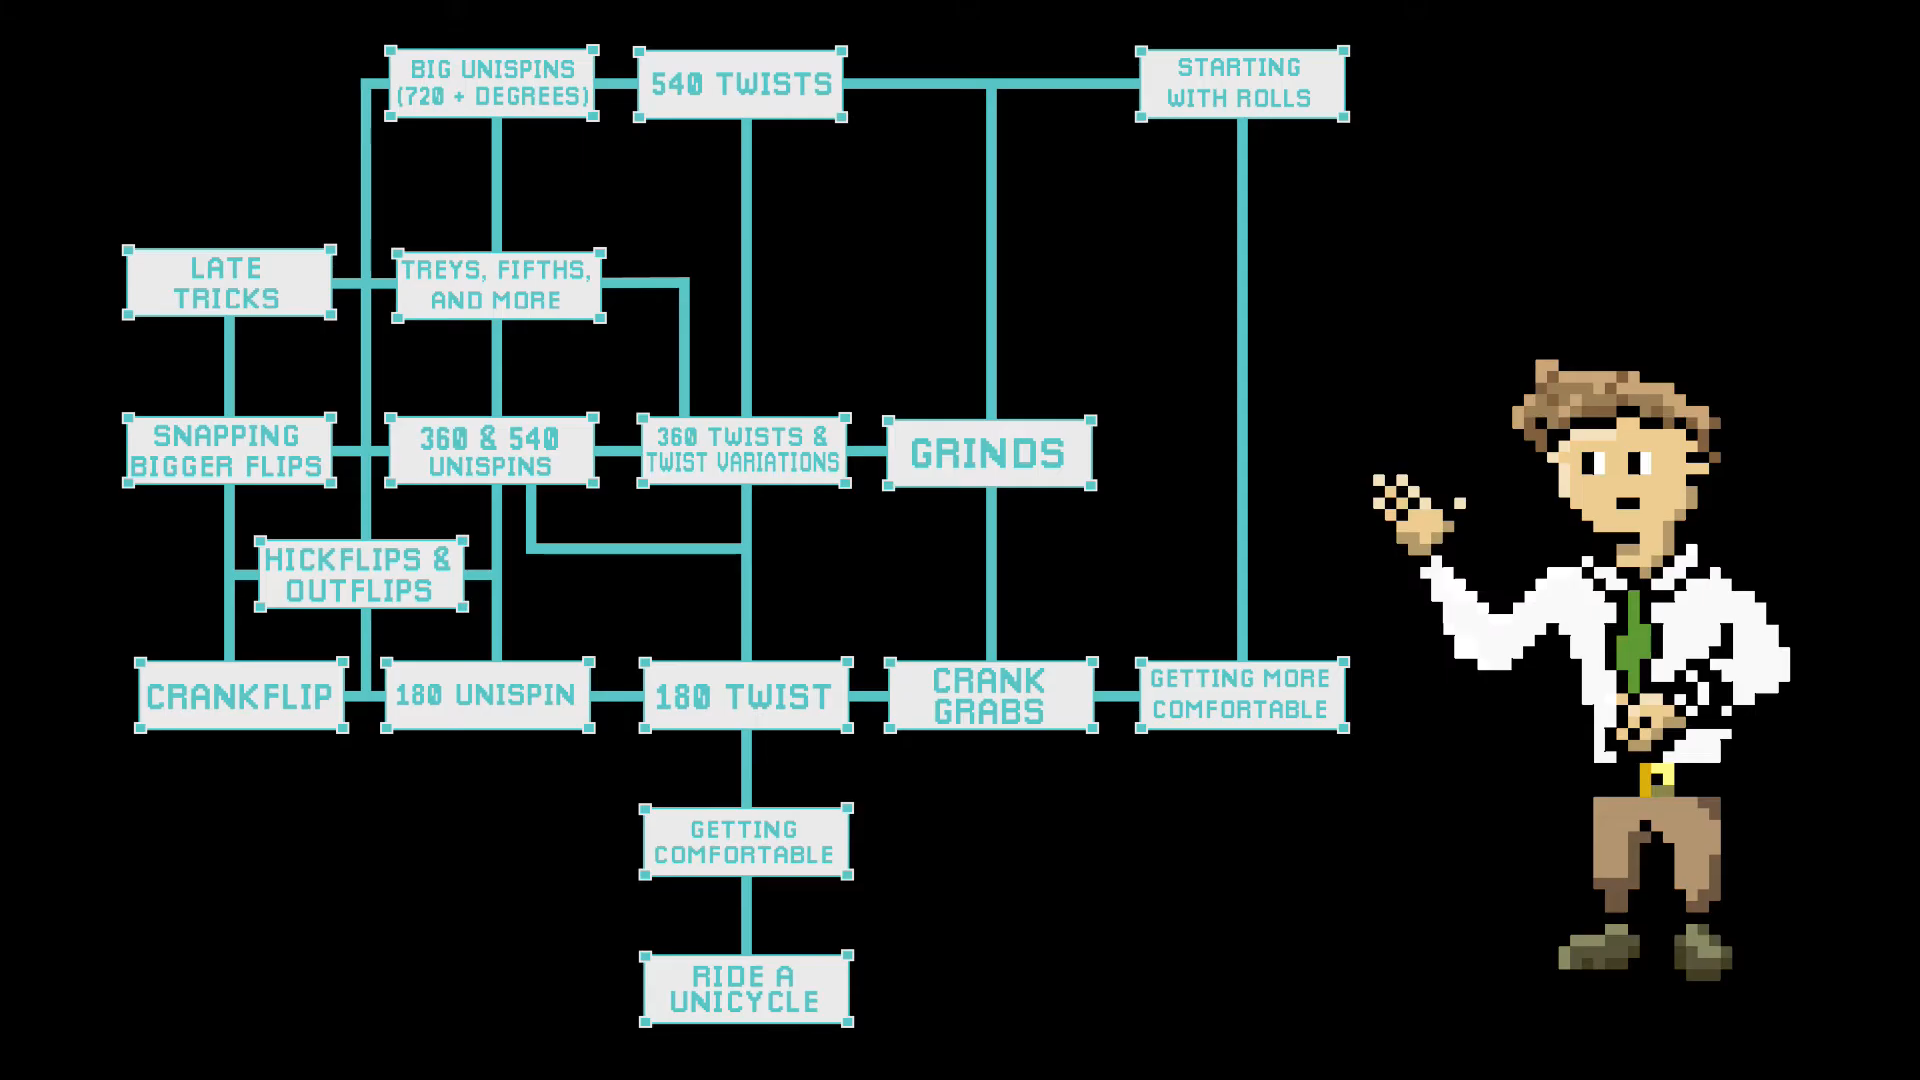 BIG UNISPINS
(720 + DEGREES)
540 TWISTS
STARTING
WITH ROLLS
LATE
TRICKS
TREYS, FIFTHS,
AND MORE
SNAPPING
BIGGER FLIPS
360 & 540
UNISPINS
360 TWISTS &
TWIST VARIATIONS
GRINDS
HICKFLIPS &
OUTFLIPS
CRANKFLIP
180 UNISPIN
180 TWIST
CRANK
GRABS
GETTING MORE
COMFORTABLE
GETTING
COMFORTABLE
RIDE A
UNICYCLE